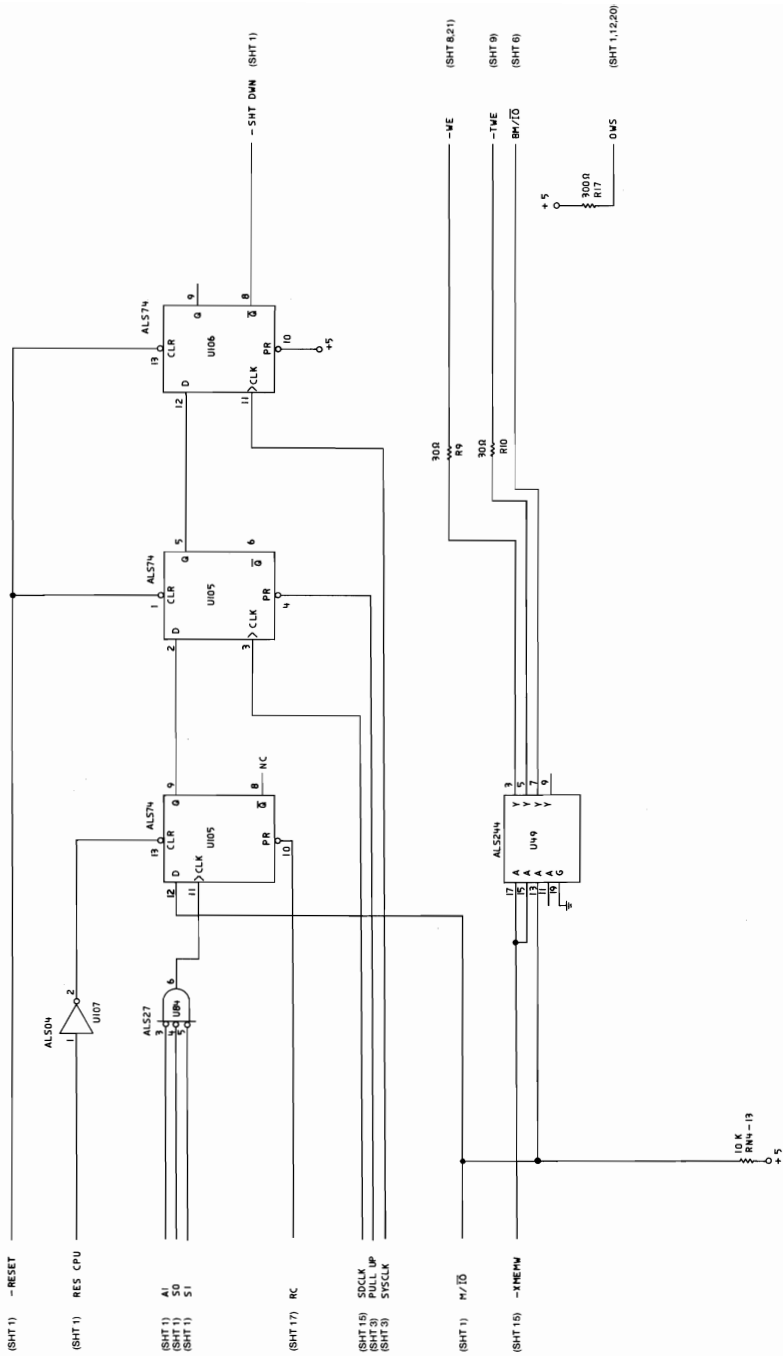 (SHT 1) -RESET
(SHT 1) RES CPU
ALS04
1
2
U107
(SHT 1) A1
(SHT 1) S0
(SHT 1) S1
ALS27
3
4
5
U84
6
(SHT 17) RC
(SHT 15) SDCLK
(SHT 3) PULL UP
(SHT 3) SYSCLK
(SHT 1) M/IO
(SHT 15) -XMEMW
ALS74
13
CLR
12
D
11
CLK
U105
Q
9
Q
8
NC
PR
10
ALS74
1
CLR
2
D
3
CLK
U105
Q
5
Q
6
PR
4
ALS74
13
CLR
12
D
11
CLK
U106
Q
9
Q
8
PR
10
+5
-SHT DWN (SHT 1)
10 K
RN4-13
+5
ALS244
U49
17 A
15 A
13 A
11 A
19 G
Y 3
Y 5
Y 7
Y 9
30Ω
R9
30Ω
R10
-WE (SHT 8,21)
-TWE (SHT 9)
BM/IO (SHT 6)
+5
300Ω
R17
OWS (SHT 1,12,20)